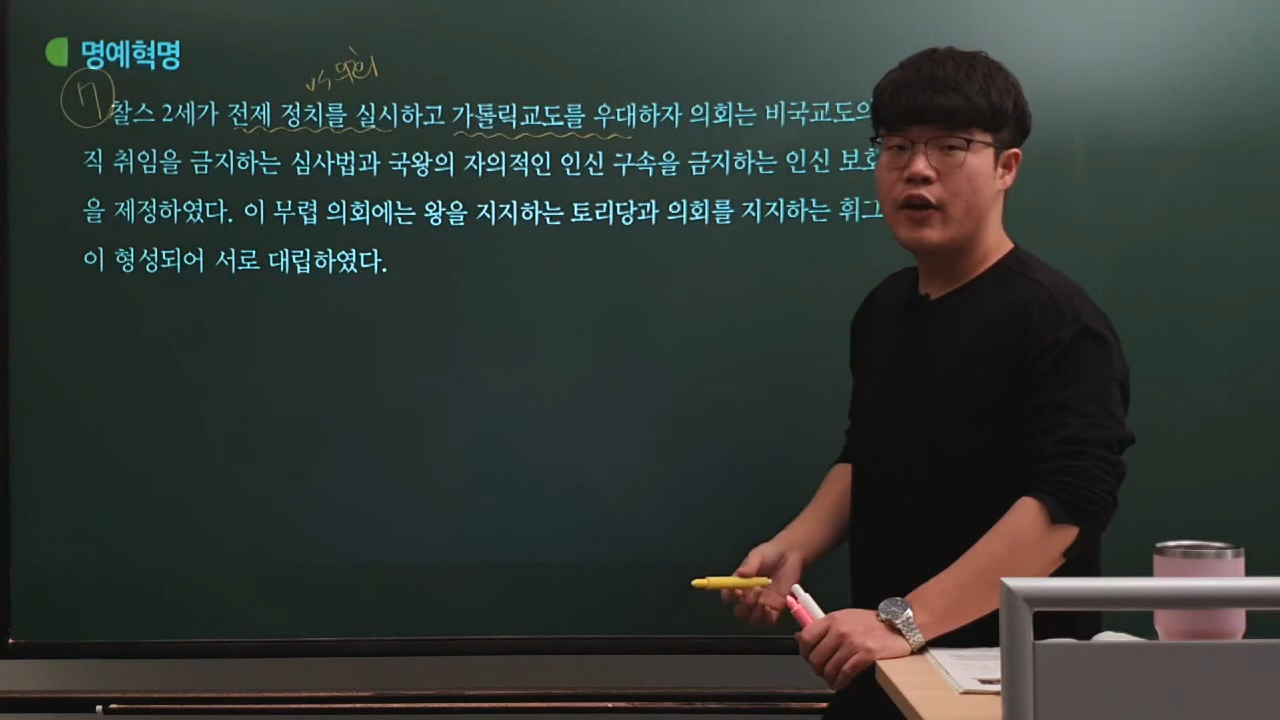 명예혁명
vs 의회
7 찰스 2세가 전제 정치를 실시하고 가톨릭교도를 우대하자 의회는 비국교도의
직 취임을 금지하는 심사법과 국왕의 자의적인 인신 구속을 금지하는 인신 보호
을 제정하였다. 이 무렵 의회에는 왕을 지지하는 토리당과 의회를 지지하는 휘그
이 형성되어 서로 대립하였다.